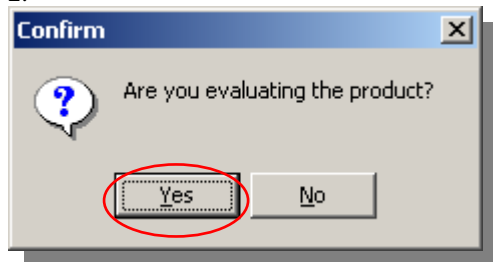 Confirm
Are you evaluating the product?
Yes No